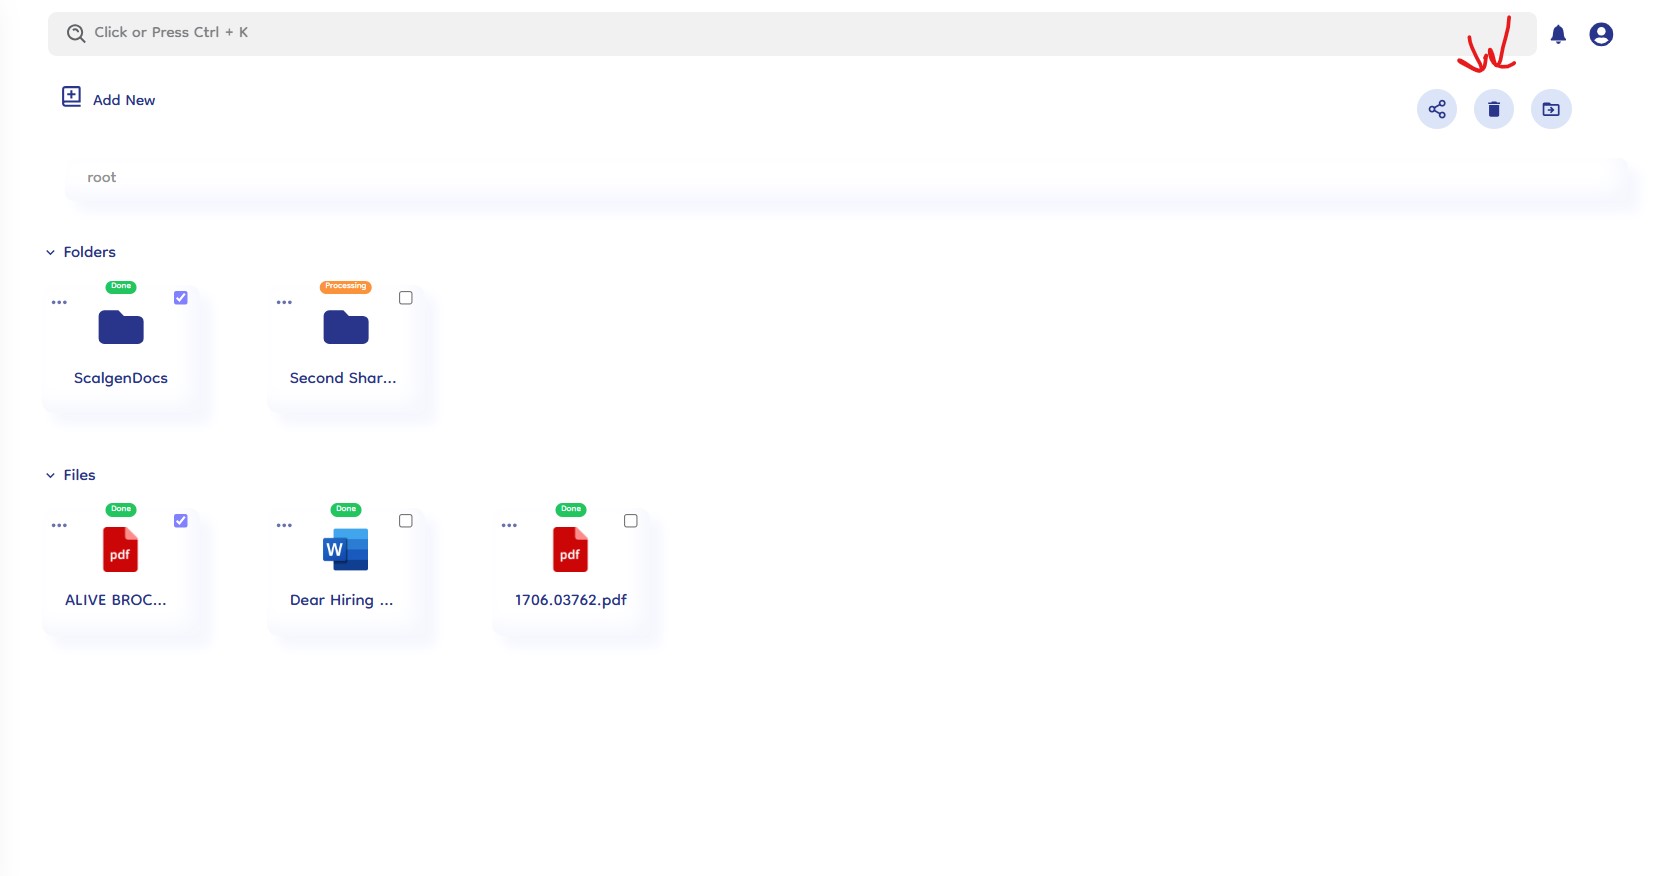 Click or Press Ctrl + K
Add New
root
Folders
Done
Processing
ScalgenDocs
Second Shar...
Files
Done
Done
Done
pdf
W
pdf
ALIVE BROC...
Dear Hiring ...
1706.03762.pdf